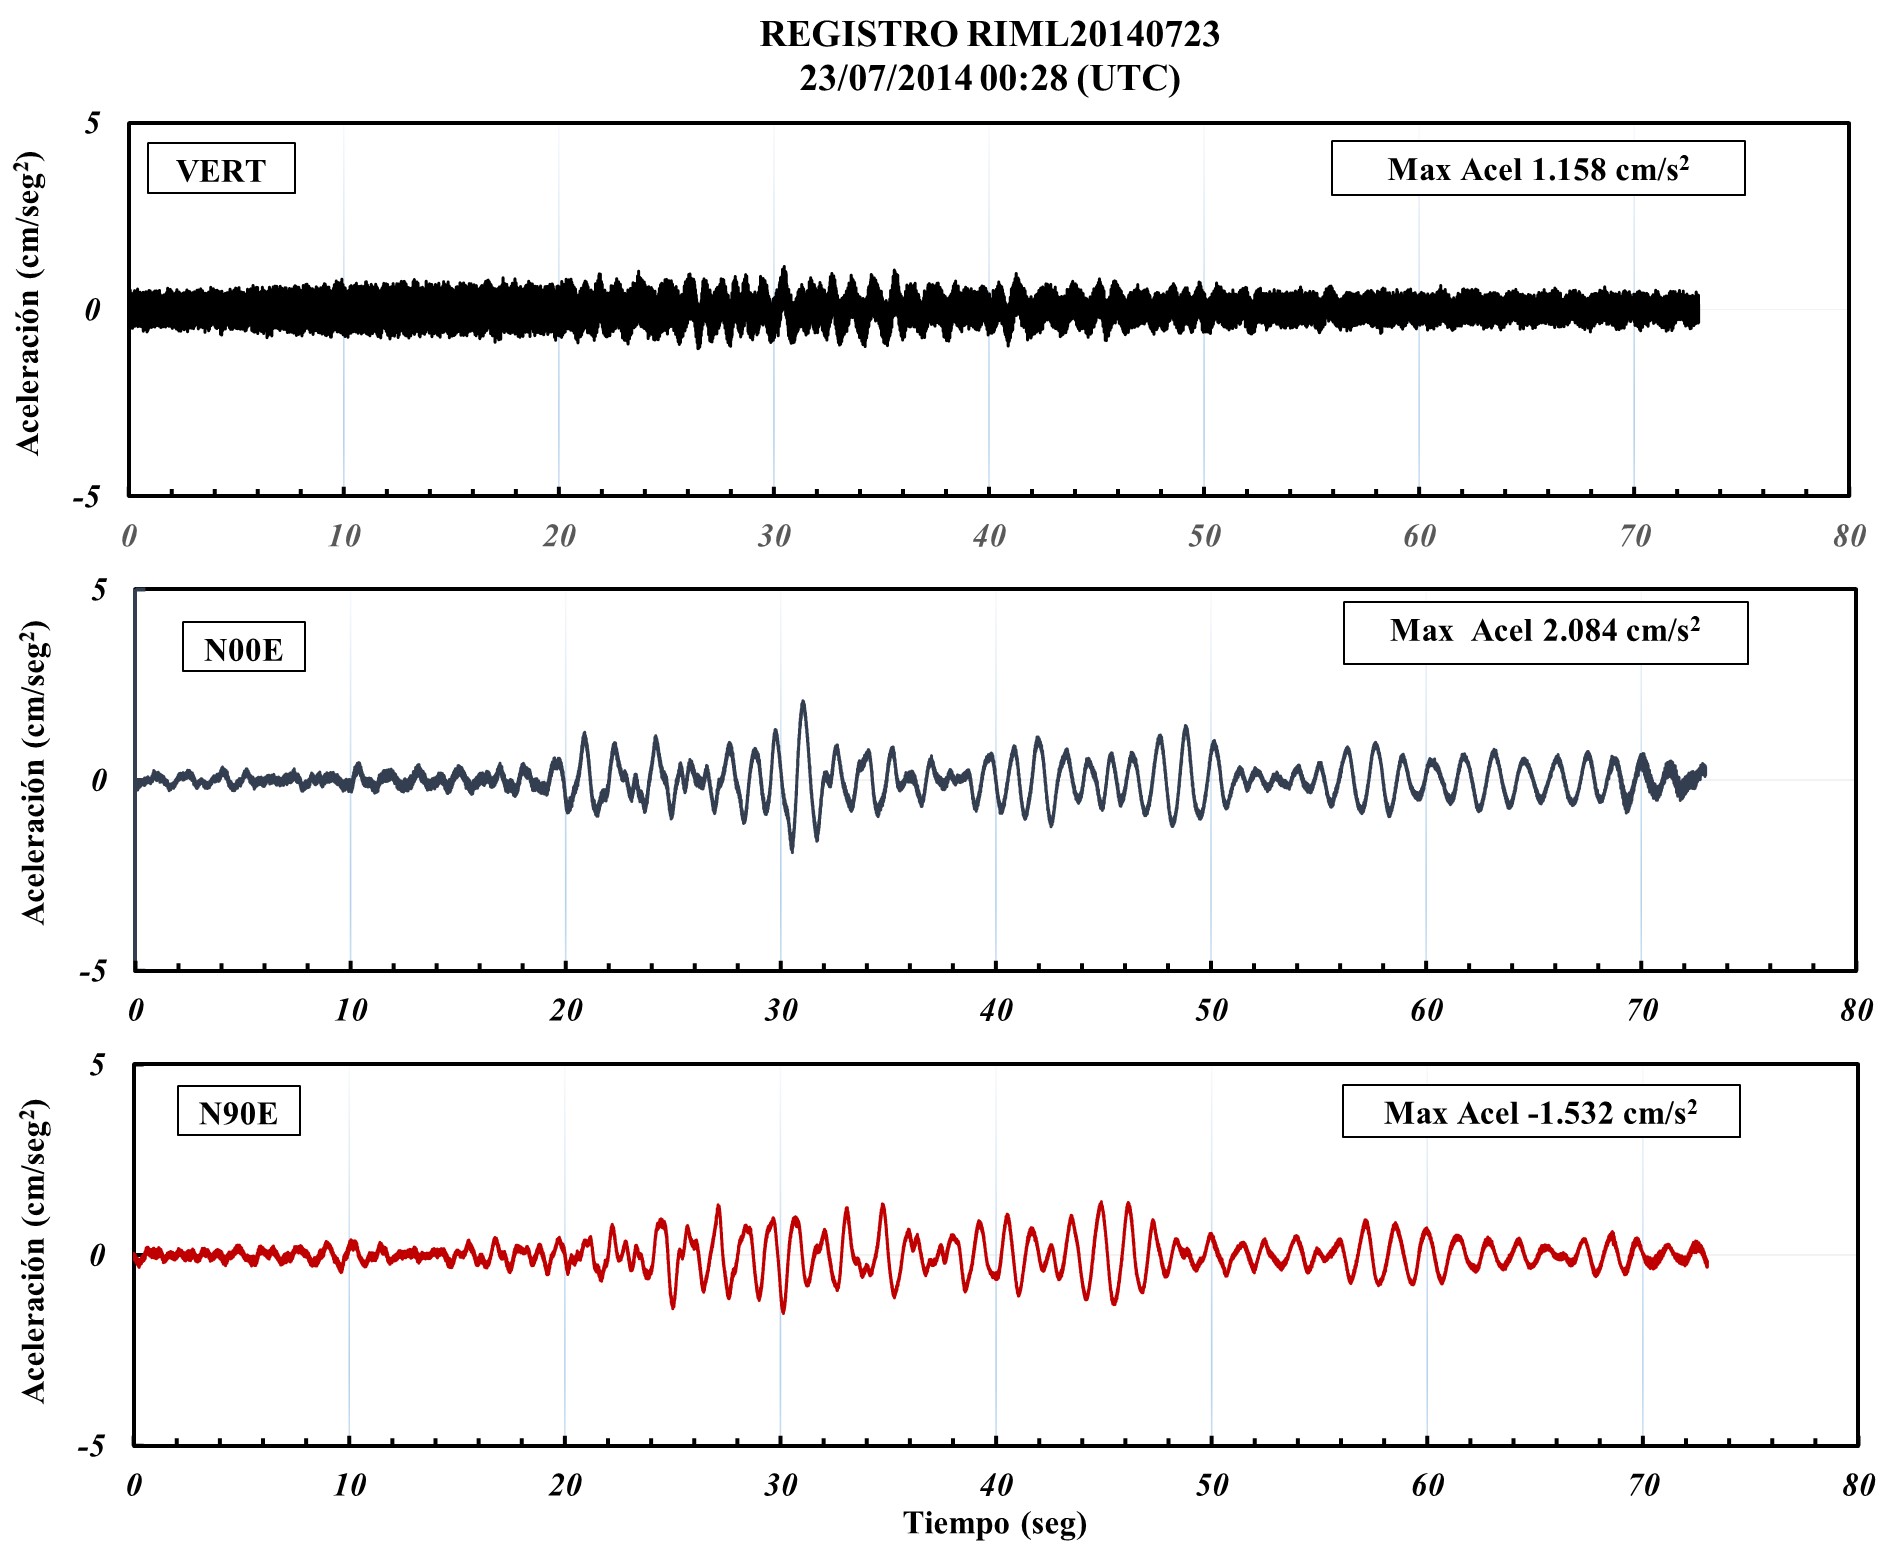 REGISTRO RIML20140723
23/07/2014 00:28 (UTC)
Aceleración (cm/seg²)
5
0
-5
VERT
Max Acel 1.158 cm/s²
0 10 20 30 40 50 60 70 80
Aceleración (cm/seg²)
5
0
-5
N00E
Max Acel 2.084 cm/s²
0 10 20 30 40 50 60 70 80
Aceleración (cm/seg²)
5
0
-5
N90E
Max Acel -1.532 cm/s²
0 10 20 30 40 50 60 70 80
Tiempo (seg)